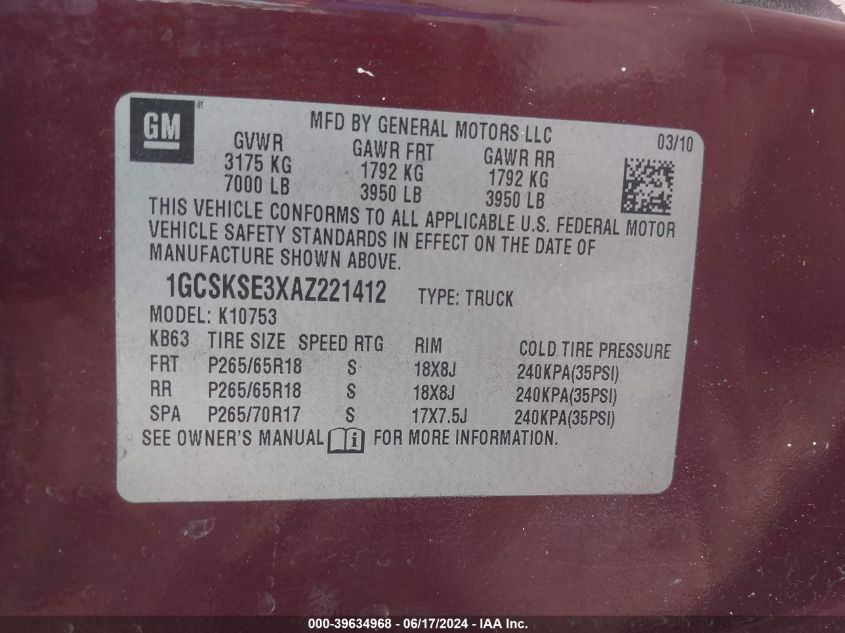 GM®
MFD BY GENERAL MOTORS LLC
03/10
GVWR GAWR FRT GAWR RR
3175 KG 1792 KG 1792 KG
7000 LB 3950 LB 3950 LB
THIS VEHICLE CONFORMS TO ALL APPLICABLE U.S. FEDERAL MOTOR
VEHICLE SAFETY STANDARDS IN EFFECT ON THE DATE OF
MANUFACTURE SHOWN ABOVE.
1GCSKSE3XAZ221412 TYPE: TRUCK
MODEL: K10753
KB63 TIRE SIZE SPEED RTG RIM COLD TIRE PRESSURE
FRT P265/65R18 S 18X8J 240KPA(35PSI)
RR P265/65R18 S 18X8J 240KPA(35PSI)
SPA P265/70R17 S 17X7.5J 240KPA(35PSI)
SEE OWNER'S MANUAL i FOR MORE INFORMATION.
000-39634968 - 06/17/2024 - IAA Inc.